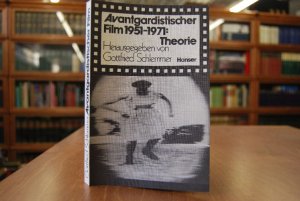 Avantgardistischer
Film 1951–1971:
Theorie
Herausgegeben von
Gottfried Schlemmer Hanser